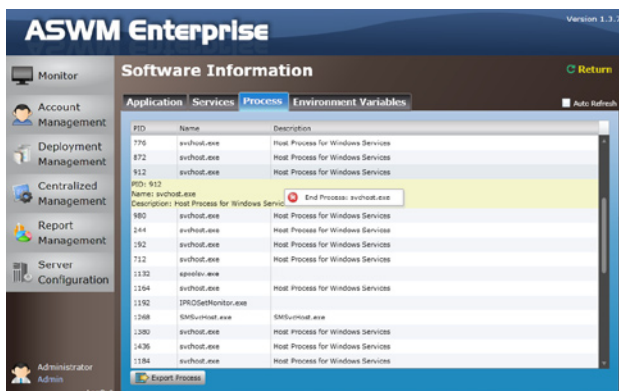 ASWM Enterprise
Version 1.3.
Monitor
Account
Management
Deployment
Management
Centralized
Management
Report
Management
Server
Configuration
Administrator
Admin
Software Information
Return
Application Services Process Environment Variables
Auto Refresh
PID Name Description
776 svchost.exe Host Process for Windows Services
872 svchost.exe Host Process for Windows Services
912 svchost.exe Host Process for Windows Services
PID: 912
Name: svchost.exe
Description: Host Process for Windows Servic
End Process: svchost.exe
980 svchost.exe Host Process for Windows Services
244 svchost.exe Host Process for Windows Services
192 svchost.exe Host Process for Windows Services
712 svchost.exe Host Process for Windows Services
1132 spoolsv.exe
1164 svchost.exe Host Process for Windows Services
1192 IPROSetMonitor.exe
1268 SMSvcHost.exe SMSvcHost.exe
1380 svchost.exe Host Process for Windows Services
1436 svchost.exe Host Process for Windows Services
1184 svchost.exe Host Process for Windows Services
Export Process